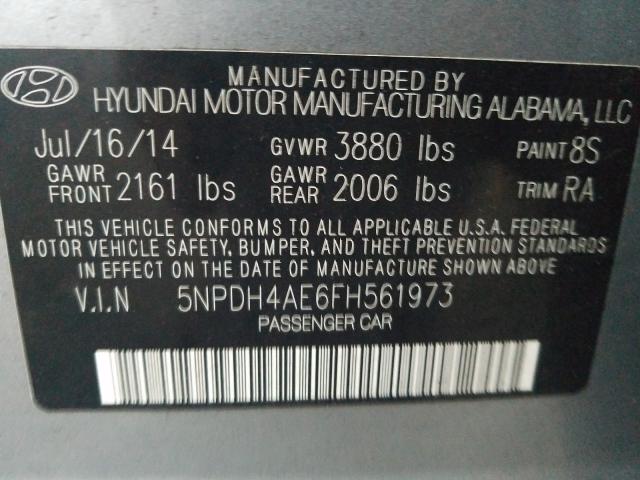 MANUFACTURED BY
HYUNDAI MOTOR MANUFACTURING ALABAMA, LLC
Jul/16/14 GVWR 3880 lbs PAINT 8S
GAWR FRONT 2161 lbs GAWR REAR 2006 lbs TRIM RA
THIS VEHICLE CONFORMS TO ALL APPLICABLE U.S.A. FEDERAL
MOTOR VEHICLE SAFETY, BUMPER, AND THEFT PREVENTION STANDARDS
IN EFFECT ON THE DATE OF MANUFACTURE SHOWN ABOVE
V.I.N 5NPDH4AE6FH561973
PASSENGER CAR